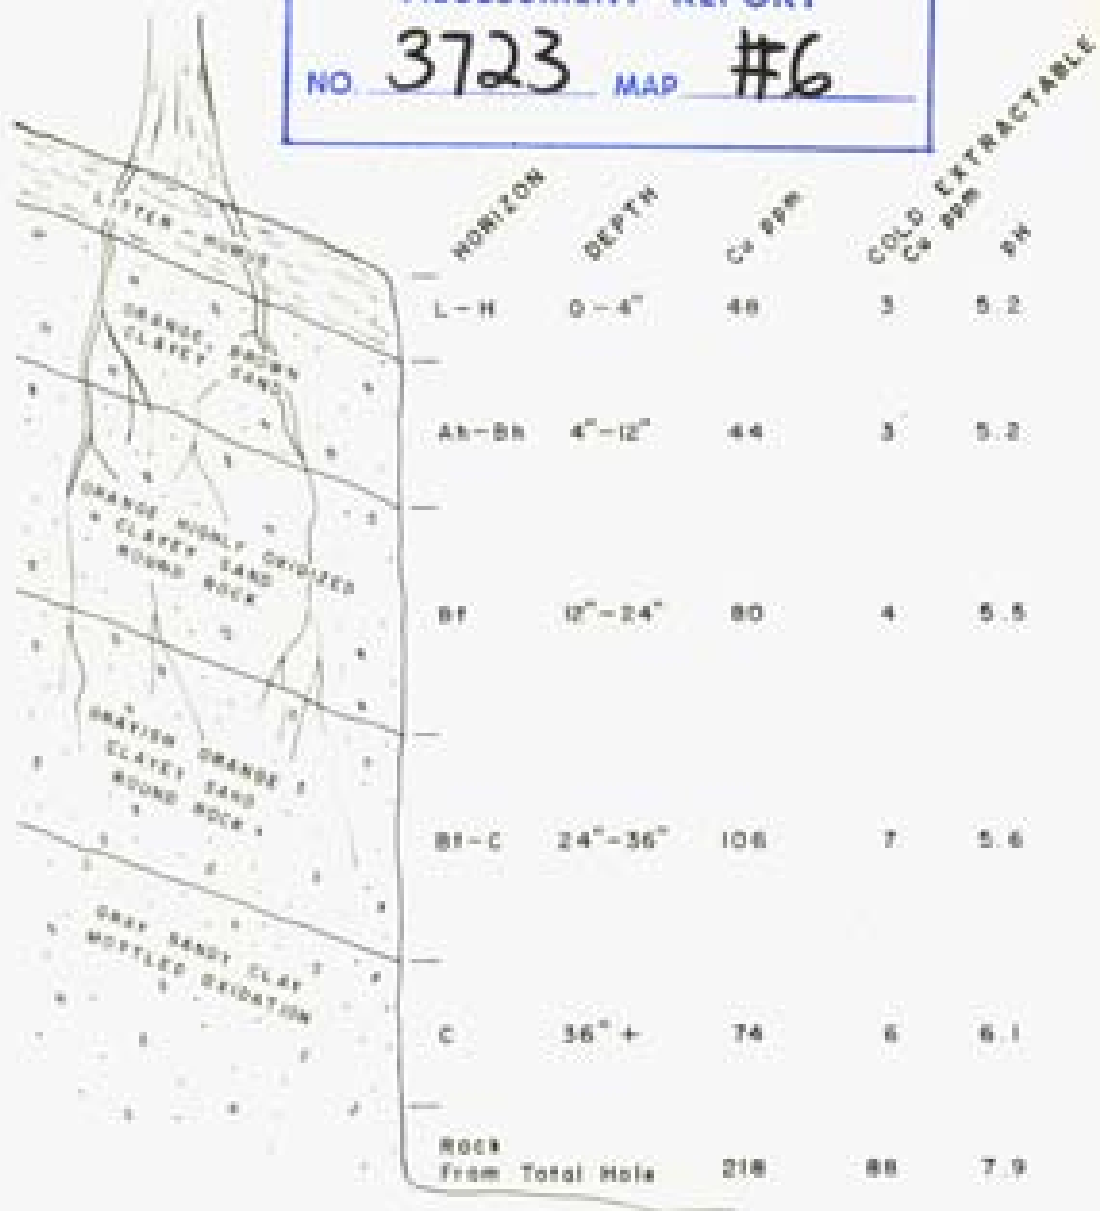 ASSESSMENT REPORT
NO. 3723 MAP #6
HORIZON DEPTH Cu ppm COLD EXTRACTABLE Cu ppm PH
L-H 0-4" 48 3 5.2
Ah-Bh 4"-12" 44 3 5.2
Bf 12"-24" 80 4 5.5
Bf-C 24"-36" 106 7 5.6
C 36"+ 74 6 6.1
Rock
From Total Hole 218 88 7.9
LITTER - HUMUS
ORANGE, BROWN
CLAYEY SAND
ORANGE HIGHLY OXIDIZED
CLAYEY SAND
ROUND ROCK
GRAYISH ORANGE
CLAYEY SAND
ROUND ROCK
GRAY SANDY CLAY
MOTTLED OXIDATION